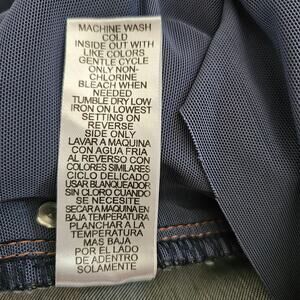 MACHINE WASH
COLD
INSIDE OUT WITH
LIKE COLORS
GENTLE CYCLE
ONLY NON-
CHLORINE
BLEACH WHEN
NEEDED
TUMBLE DRY LOW
IRON ON LOWEST
SETTING ON
REVERSE
SIDE ONLY
LAVAR A MAQUINA
CON AGUA FRIA
AL REVERSO CON
COLORES SIMILARES
CICLO DELICADO
USAR BLANQUEADOR
SIN CLORO CUANDO
SE NECESITE
SECAR A MAQUINA EN
BAJA TEMPERATURA
PLANCHAR A LA
TEMPERATURA
MAS BAJA
POR EL LADO
DE ADENTRO
SOLAMENTE